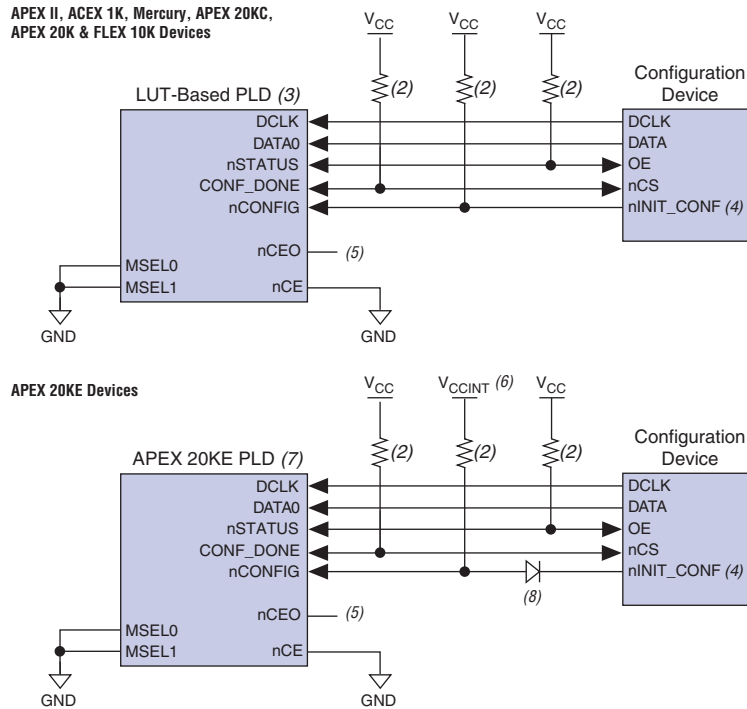 APEX II, ACEX 1K, Mercury, APEX 20KC,
APEX 20K & FLEX 10K Devices
VCC
VCC
VCC
(2)
(2)
(2)
LUT-Based PLD (3)
Configuration
Device
DCLK
DATA0
nSTATUS
CONF_DONE
nCONFIG
nCEO
(5)
MSEL0
MSEL1
nCE
GND
GND
DCLK
DATA
OE
nCS
nINIT_CONF (4)
APEX 20KE Devices
VCC
VCCINT (6)
VCC
(2)
(2)
(2)
APEX 20KE PLD (7)
Configuration
Device
DCLK
DATA0
nSTATUS
CONF_DONE
nCONFIG
nCEO
(5)
MSEL0
MSEL1
nCE
GND
GND
(8)
DCLK
DATA
OE
nCS
nINIT_CONF (4)